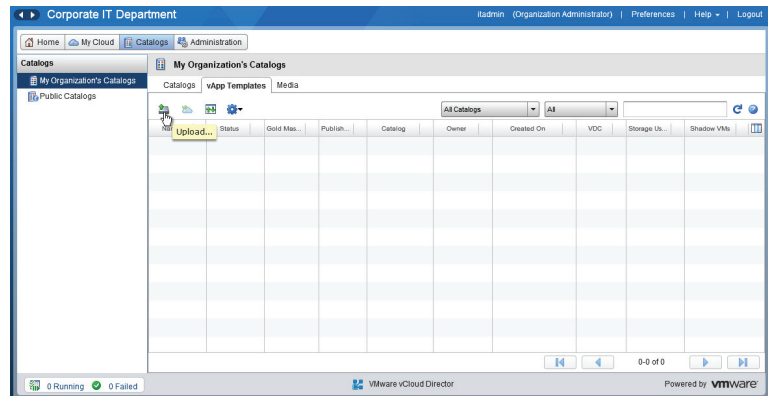 Corporate IT Department
itadmin (Organization Administrator) | Preferences | Help | Logout
Home My Cloud Catalogs Administration
Catalogs
My Organization's Catalogs
My Organization's Catalogs
Public Catalogs
Catalogs vApp Templates Media
All Catalogs All
Upload...
Status Gold Mas... Publish... Catalog Owner Created On VDC Storage Us... Shadow VMs
0-0 of 0
0 Running 0 Failed
VMware vCloud Director
Powered by vmware